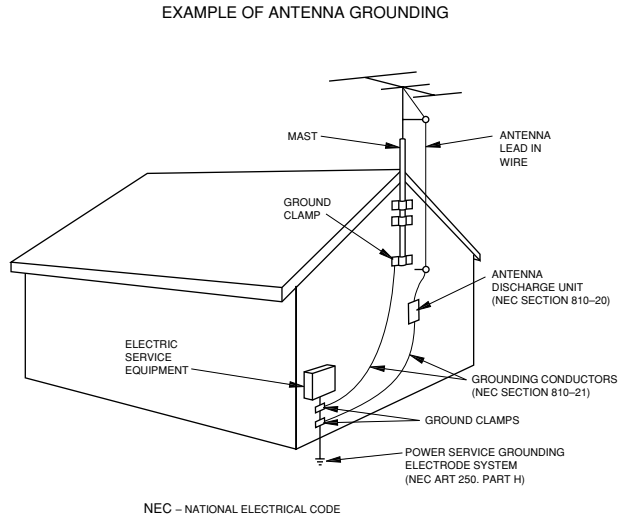 EXAMPLE OF ANTENNA GROUNDING
MAST
ANTENNA
LEAD IN
WIRE
GROUND
CLAMP
ANTENNA
DISCHARGE UNIT
(NEC SECTION 810–20)
ELECTRIC
SERVICE
EQUIPMENT
GROUNDING CONDUCTORS
(NEC SECTION 810–21)
GROUND CLAMPS
POWER SERVICE GROUNDING
ELECTRODE SYSTEM
(NEC ART 250. PART H)
NEC – NATIONAL ELECTRICAL CODE